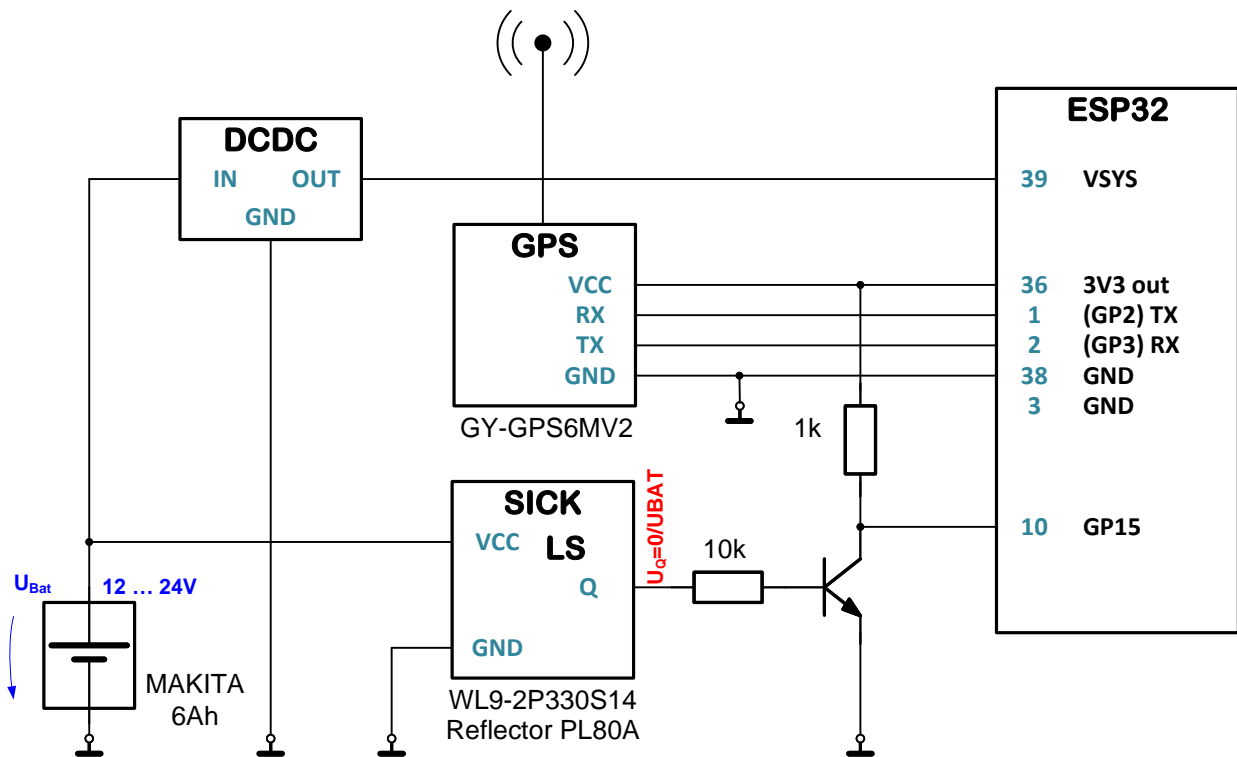 DCDC
IN OUT
GND
GPS
VCC
RX
TX
GND
GY-GPS6MV2
ESP32
39 VSYS
36 3V3 out
1 (GP2) TX
2 (GP3) RX
38 GND
3 GND
10 GP15
1k
SICK
VCC LS
Q
GND
WL9-2P330S14
Reflector PL80A
UQ=0/UBAT
10k
UBat 12 ... 24V
MAKITA
6Ah